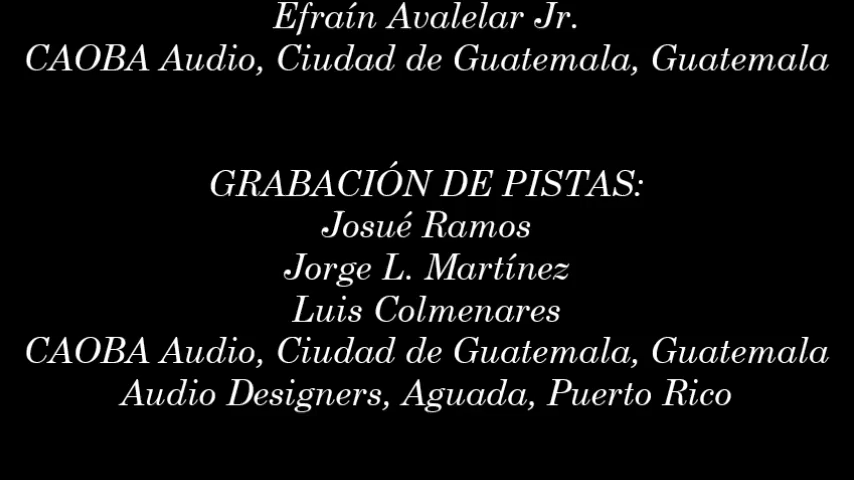 Efraín Avalelar Jr.
CAOBA Audio, Ciudad de Guatemala, Guatemala
GRABACIÓN DE PISTAS:
Josué Ramos
Jorge L. Martínez
Luis Colmenares
CAOBA Audio, Ciudad de Guatemala, Guatemala
Audio Designers, Aguada, Puerto Rico